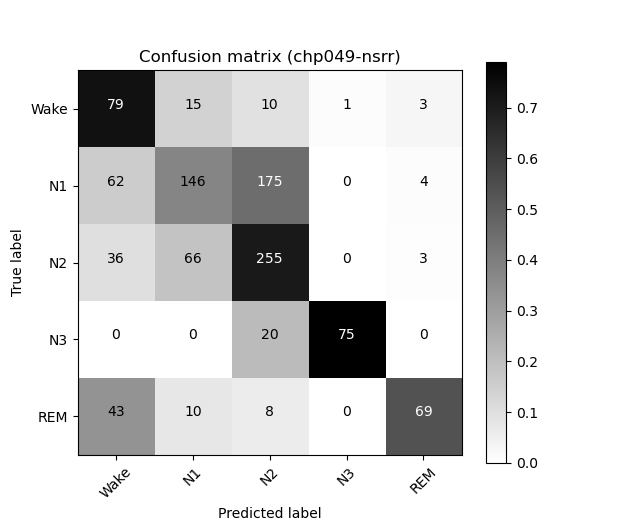 Confusion matrix (chp049-nsrr)
Wake 79 15 10 1 3
N1 62 146 175 0 4
N2 36 66 255 0 3
N3 0 0 20 75 0
REM 43 10 8 0 69
Wake N1 N2 N3 REM
True label
Predicted label
0.7
0.6
0.5
0.4
0.3
0.2
0.1
0.0